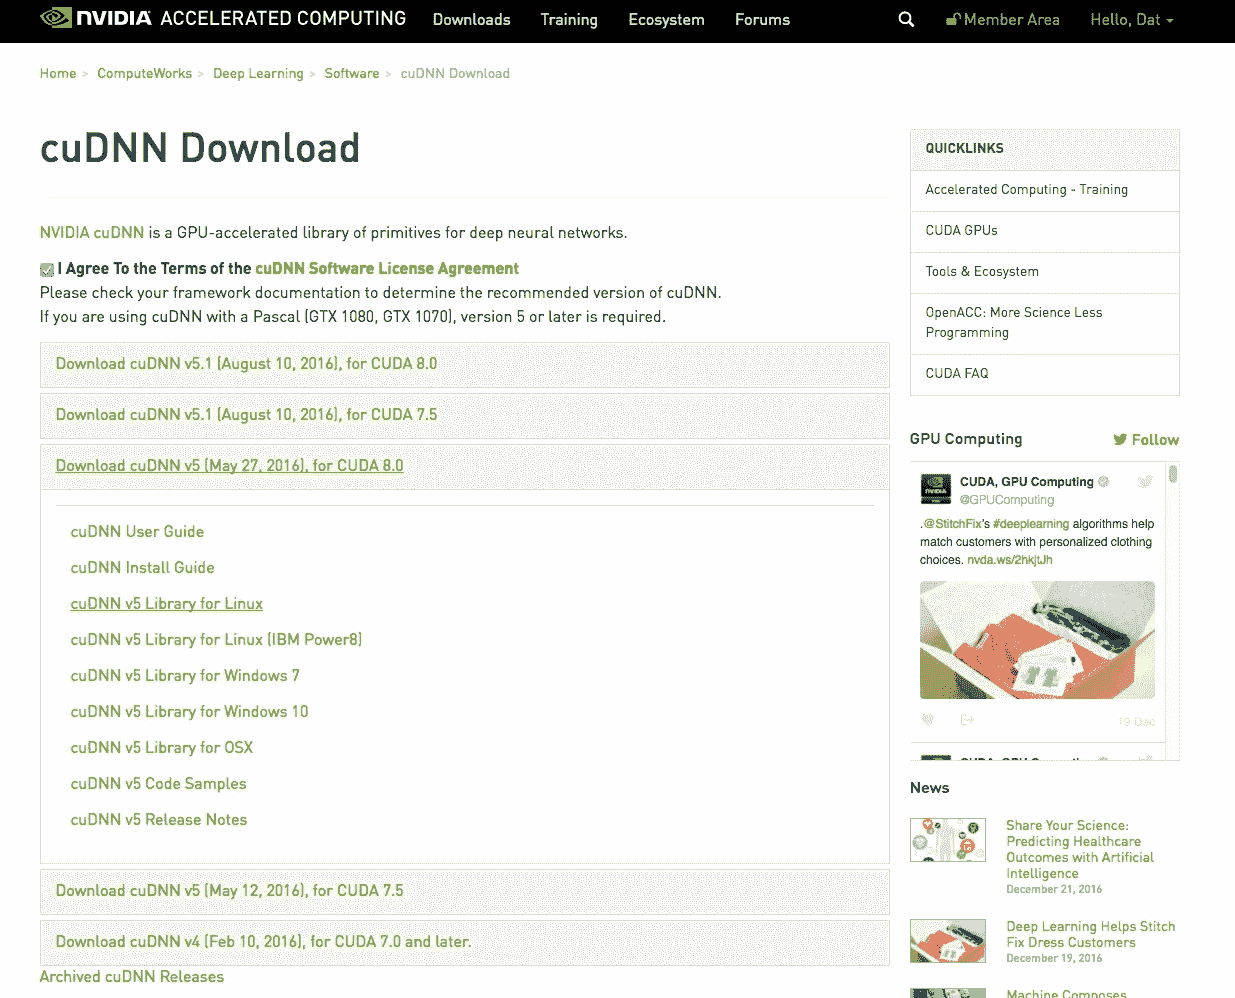 NVIDIA ACCELERATED COMPUTING Downloads Training Ecosystem Forums Member Area Hello, Dat
Home > ComputeWorks > Deep Learning > Software > cuDNN Download
cuDNN Download
NVIDIA cuDNN is a GPU-accelerated library of primitives for deep neural networks.
I Agree To the Terms of the cuDNN Software License Agreement
Please check your framework documentation to determine the recommended version of cuDNN.
If you are using cuDNN with a Pascal (GTX 1080, GTX 1070), version 5 or later is required.
Download cuDNN v5.1 (August 10, 2016), for CUDA 8.0
Download cuDNN v5.1 (August 10, 2016), for CUDA 7.5
Download cuDNN v5 (May 27, 2016), for CUDA 8.0
cuDNN User Guide
cuDNN Install Guide
cuDNN v5 Library for Linux
cuDNN v5 Library for Linux (IBM Power8)
cuDNN v5 Library for Windows 7
cuDNN v5 Library for Windows 10
cuDNN v5 Library for OSX
cuDNN v5 Code Samples
cuDNN v5 Release Notes
Download cuDNN v5 (May 12, 2016), for CUDA 7.5
Download cuDNN v4 (Feb 10, 2016), for CUDA 7.0 and later.
Archived cuDNN Releases
QUICKLINKS
Accelerated Computing - Training
CUDA GPUs
Tools & Ecosystem
OpenACC: More Science Less
Programming
CUDA FAQ
GPU Computing Follow
CUDA, GPU Computing
@GPUComputing
.@StitchFix's #deeplearning algorithms help
match customers with personalized clothing
choices. nvda.ws/2hkjtJh
19 Dec
CUDA, GPU Computing
News
Share Your Science:
Predicting Healthcare
Outcomes with Artificial
Intelligence
December 21, 2016
Deep Learning Helps Stitch
Fix Dress Customers
December 19, 2016
Machine Composes